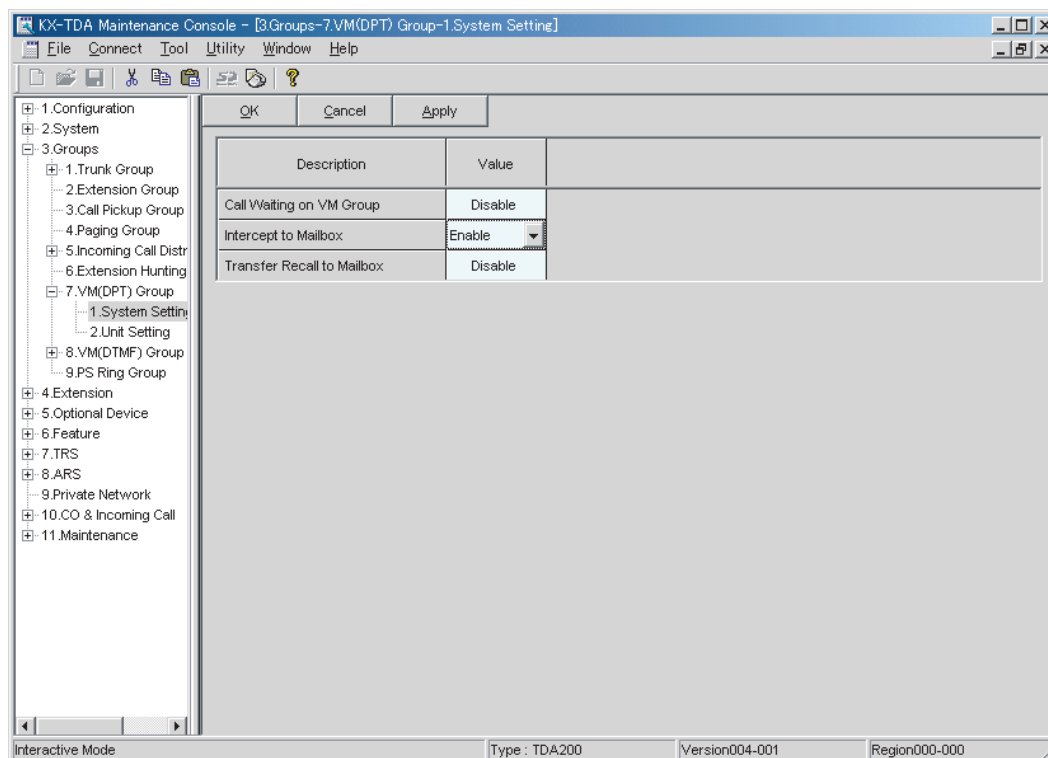 KX-TDA Maintenance Console - [3.Groups-7.VM(DPT) Group-1.System Setting]
File Connect Tool Utility Window Help
OK Cancel Apply
1.Configuration
2.System
3.Groups
1.Trunk Group
2.Extension Group
3.Call Pickup Group
4.Paging Group
5.Incoming Call Distr
6.Extension Hunting
7.VM(DPT) Group
1.System Settin
2.Unit Setting
8.VM(DTMF) Group
9.PS Ring Group
4.Extension
5.Optional Device
6.Feature
7.TRS
8.ARS
9.Private Network
10.CO & Incoming Call
11.Maintenance
Description Value
Call Waiting on VM Group Disable
Intercept to Mailbox Enable
Transfer Recall to Mailbox Disable
Interactive Mode Type : TDA200 Version004-001 Region000-000